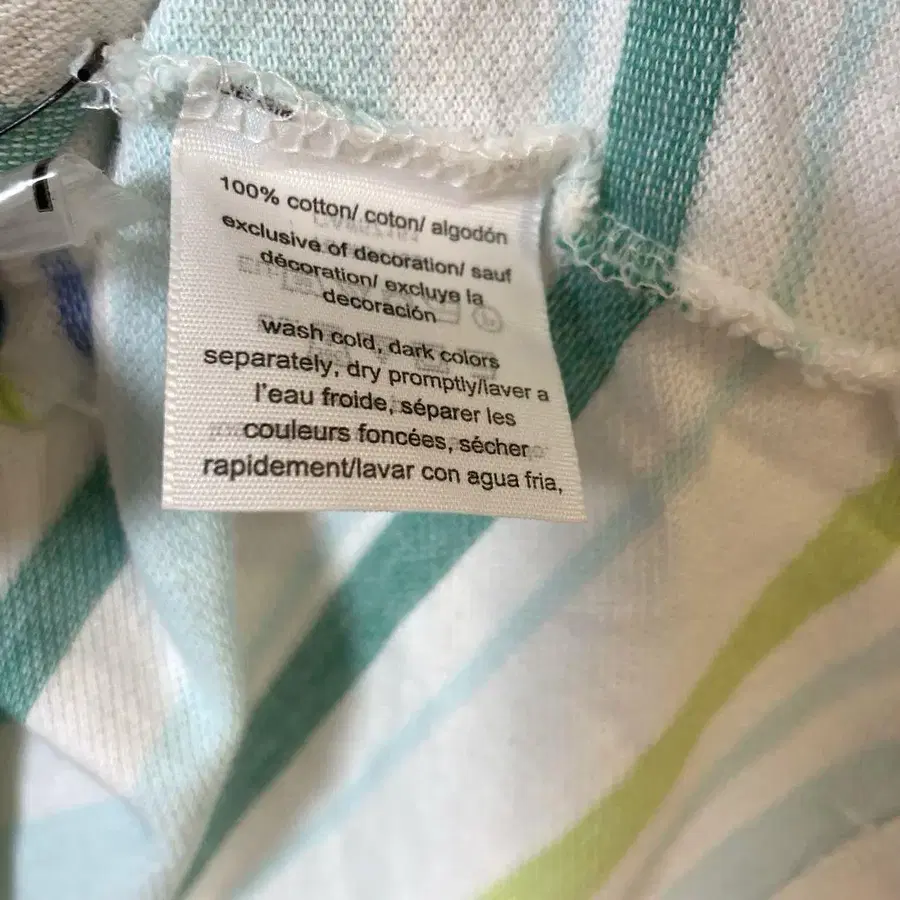 100% cotton/ coton/ algodón
exclusive of decoration/ sauf
décoration/ excluye la
decoración
wash cold, dark colors
separately, dry promptly/laver a
l'eau froide, séparer les
couleurs foncées, sécher
rapidement/lavar con agua fria,